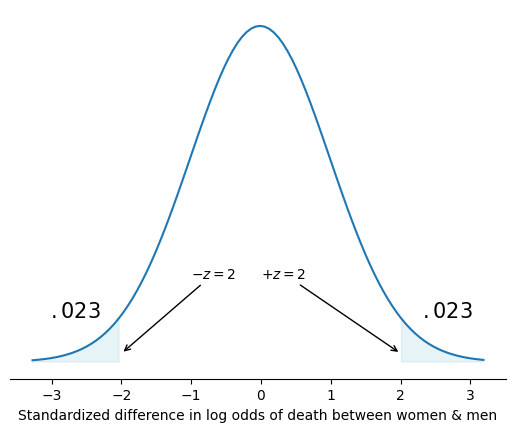 −z = 2 +z = 2
.023 .023
−3 −2 −1 0 1 2 3
Standardized difference in log odds of death between women & men